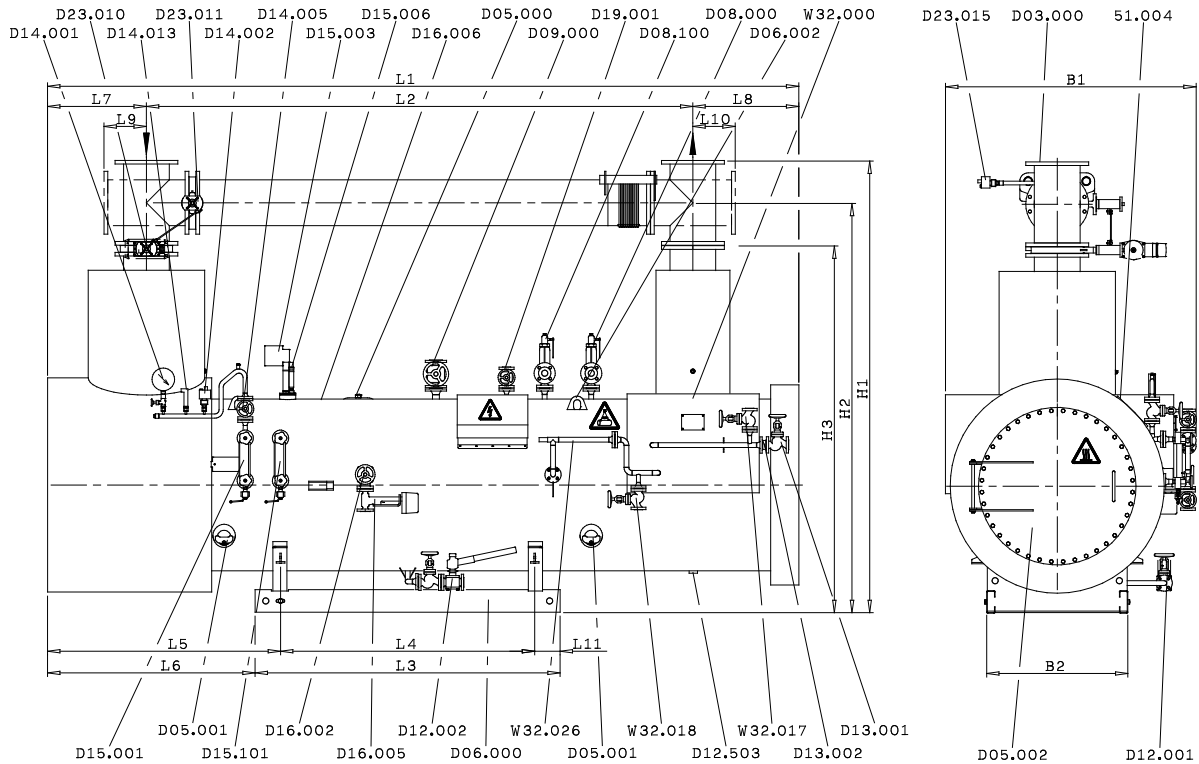 D23.010 D23.011 D14.005 D15.006 D05.000 D19.001 D08.000 W32.000 D23.015 D03.000 51.004
D14.001 D14.013 D14.002 D15.003 D16.006 D09.000 D08.100 D06.002
L1 B1
L7 L2 L8
L9 L10
H3 H2 H1
L5 L4 L11
L6 L3 B2
D05.001 D16.002 D12.002 W32.026 W32.018 W32.017 D13.001
D15.001 D15.101 D16.005 D06.000 D05.001 D12.503 D13.002 D05.002 D12.001